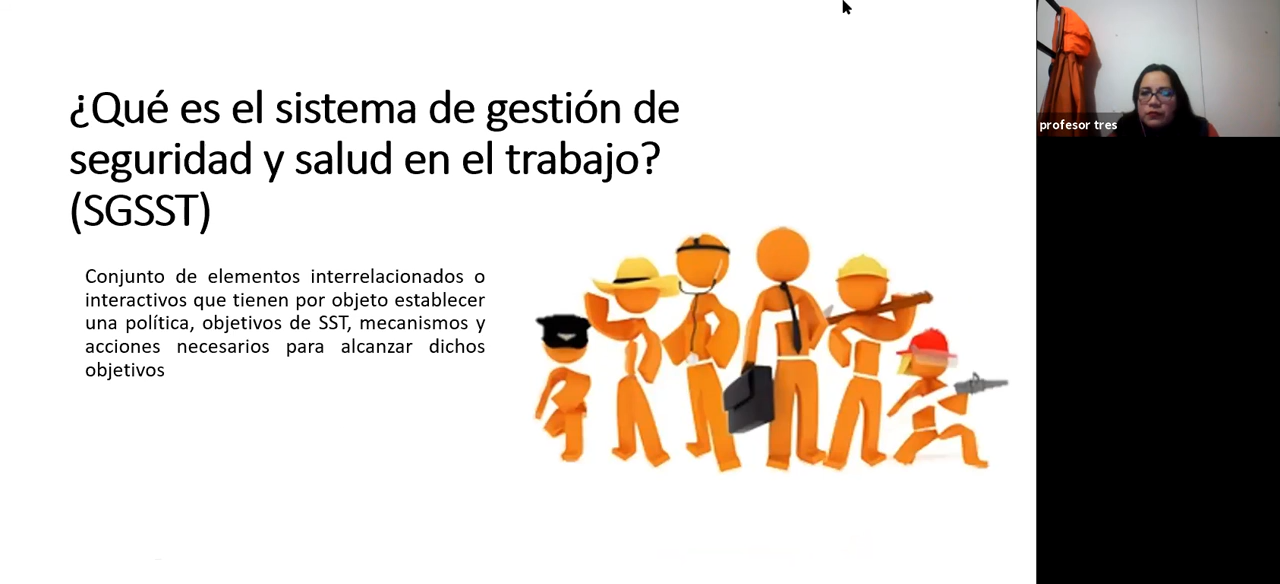 ¿Qué es el sistema de gestión de
seguridad y salud en el trabajo?
(SGSST)
Conjunto de elementos interrelacionados o
interactivos que tienen por objeto establecer
una política, objetivos de SST, mecanismos y
acciones necesarios para alcanzar dichos
objetivos
profesor tres